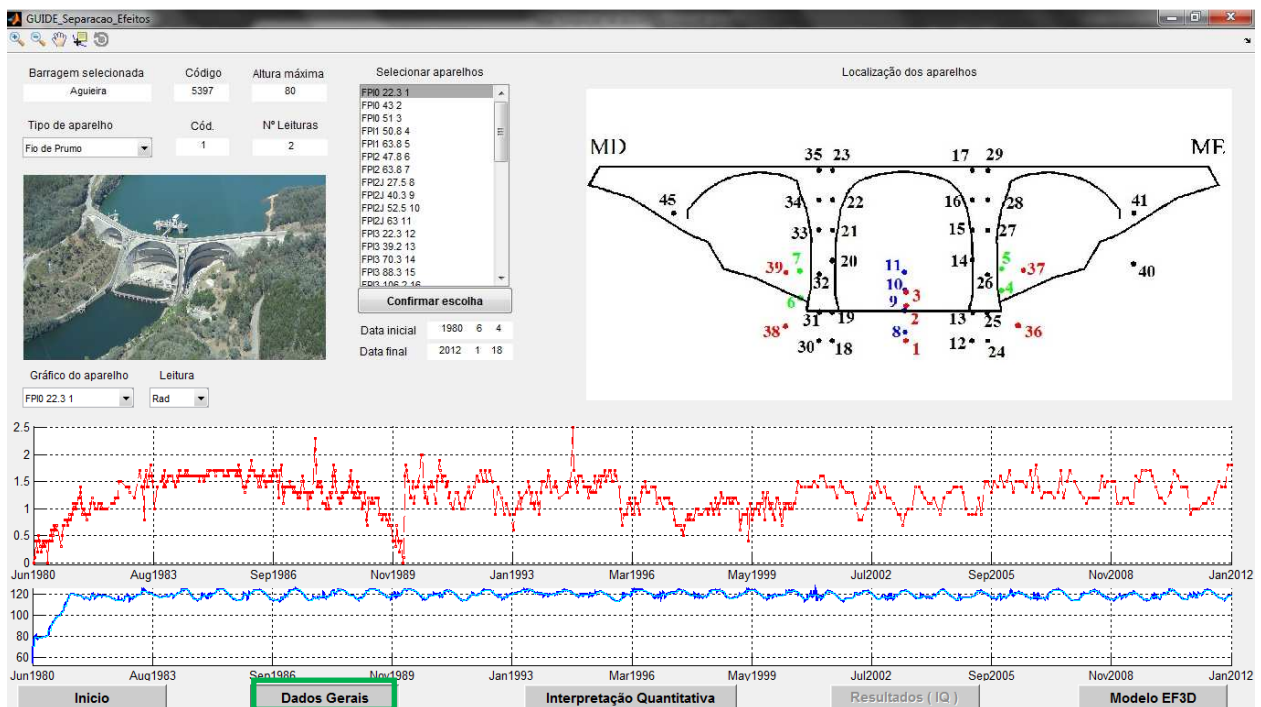 GUIDE_Separacao_Efeitos
Barragem selecionada Código Altura máxima
Aguieira 5397 80
Tipo de aparelho Cód. Nº Leituras
Fio de Prumo 1 2
Selecionar aparelhos
FPI0 22.3 1
FPI0 43 2
FPI0 51 3
FPI1 50.8 4
FPI1 63.8 5
FPI2 47.8 6
FPI2 63.8 7
FPI2J 27.5 8
FPI2J 40.3 9
FPI2J 52.5 10
FPI2J 63 11
FPI3 22.3 12
FPI3 39.2 13
FPI3 70.3 14
FPI3 88.3 15
FPI3 106.2 16
Confirmar escolha
Data inicial 1980 6 4
Data final 2012 1 18
Localização dos aparelhos
MD ME
35 23 17 29
45 34 22 16 28 41
33 21 15 27
39 7 20 11 14 5 37 40
32 10 26
6 9 3 4
31 19 2 13 25
38 8 36
30 18 1 12 24
Gráfico do aparelho Leitura
FPI0 22.3 1 Rad
2.5
2
1.5
1
0.5
0
Jun1980 Aug1983 Sep1986 Nov1989 Jan1993 Mar1996 May1999 Jul2002 Sep2005 Nov2008 Jan2012
120
100
80
60
Jun1980 Aug1983 Sep1986 Nov1989 Jan1993 Mar1996 May1999 Jul2002 Sep2005 Nov2008 Jan2012
Inicio Dados Gerais Interpretação Quantitativa Resultados ( IQ ) Modelo EF3D